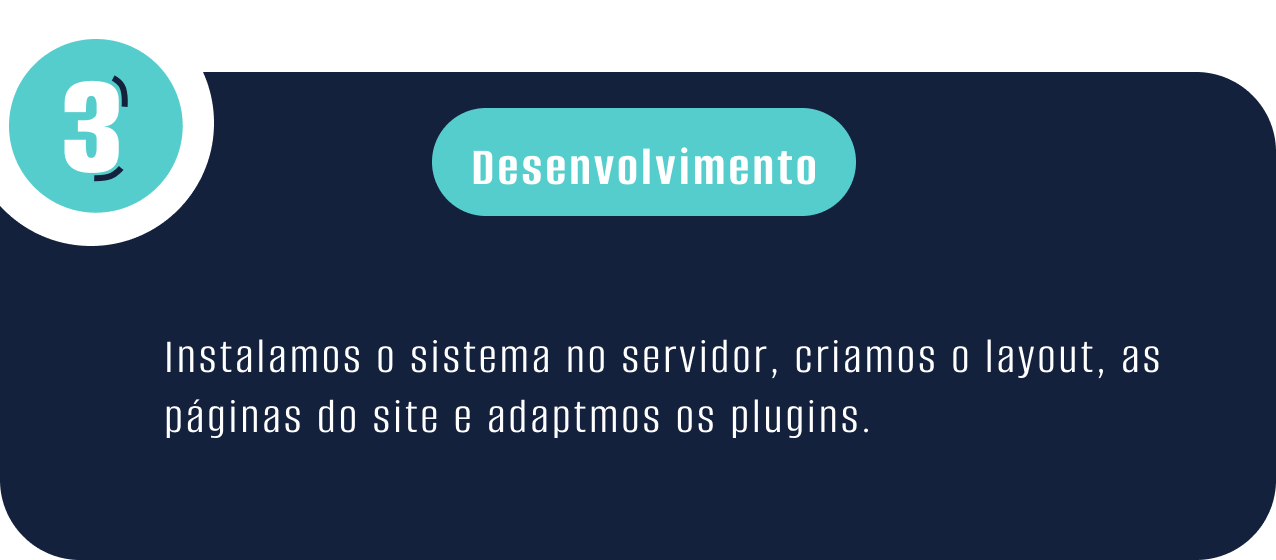 3
Desenvolvimento
Instalamos o sistema no servidor, criamos o layout, as
páginas do site e adaptmos os plugins.